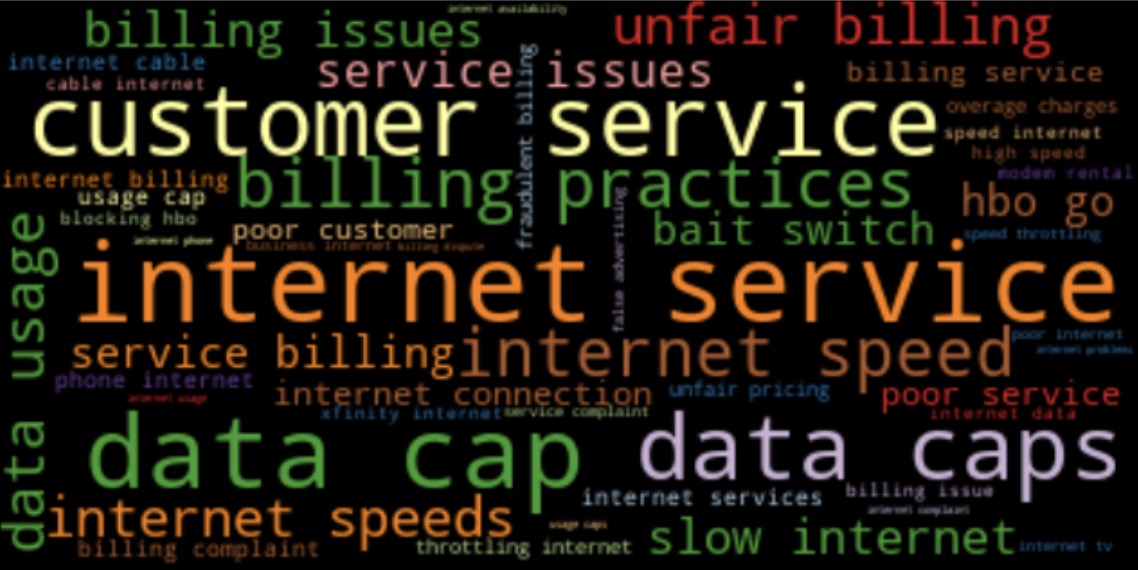 internet availability
billing issues
unfair billing
internet cable
service issues
billing service
cable internet
fraudulent billing
customer service
overage charges
speed internet
high speed
internet billing
billing practices
modem rental
usage cap
hbo go
blocking hbo
false advertising
poor customer
bait switch
speed throttling
internet phone
business internet
billing dispute
data usage
internet service
service billing
internet speed
poor internet
internet problems
phone internet
internet connection
unfair pricing
poor service
internet usage
xfinity internet
service complaint
internet data
data cap
data caps
internet services
billing issue
internet speeds
internet complaint
usage caps
slow internet
billing complaint
throttling internet
internet tv